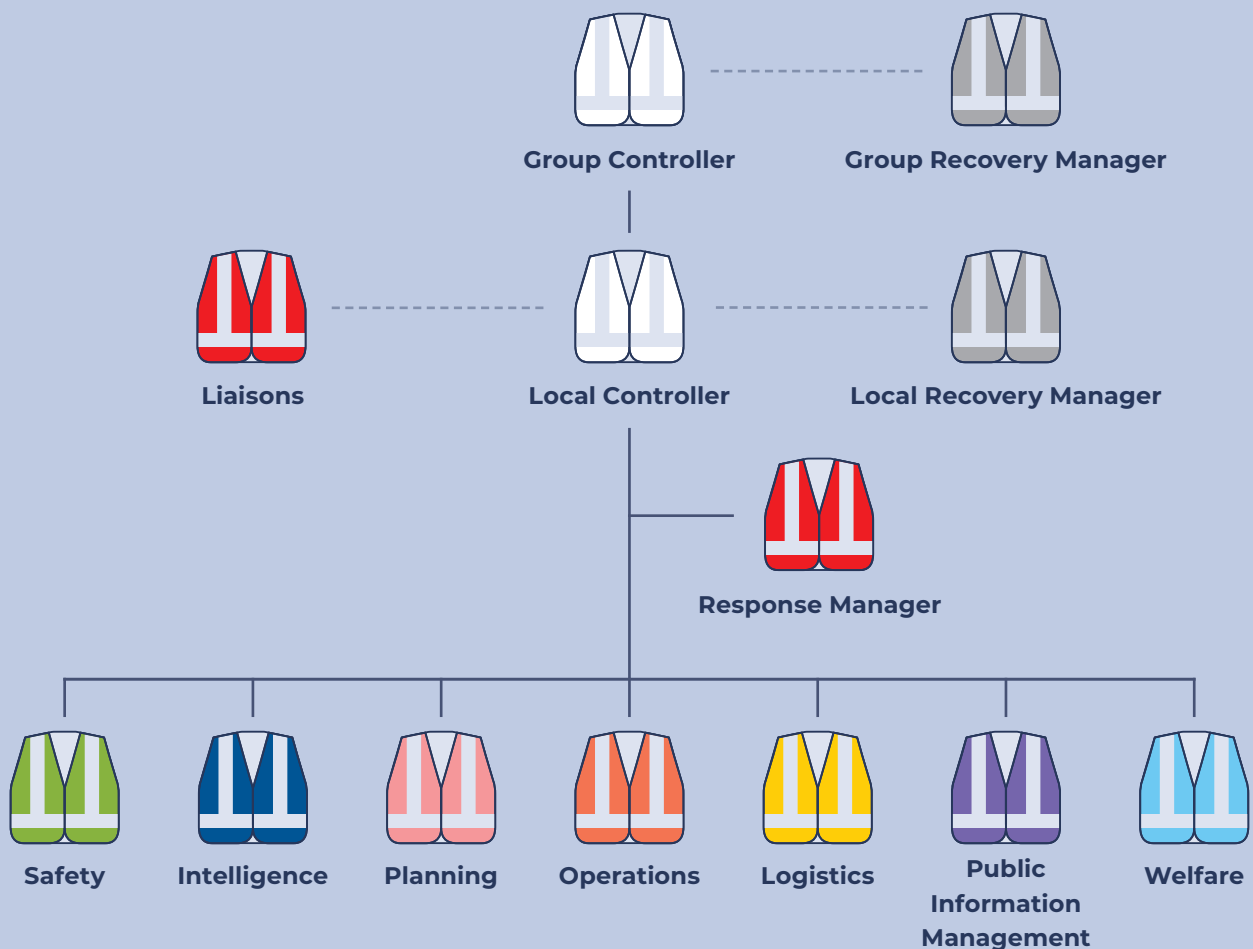 Group Controller
Group Recovery Manager
Liaisons
Local Controller
Local Recovery Manager
Response Manager
Safety
Intelligence
Planning
Operations
Logistics
Public
Information
Management
Welfare